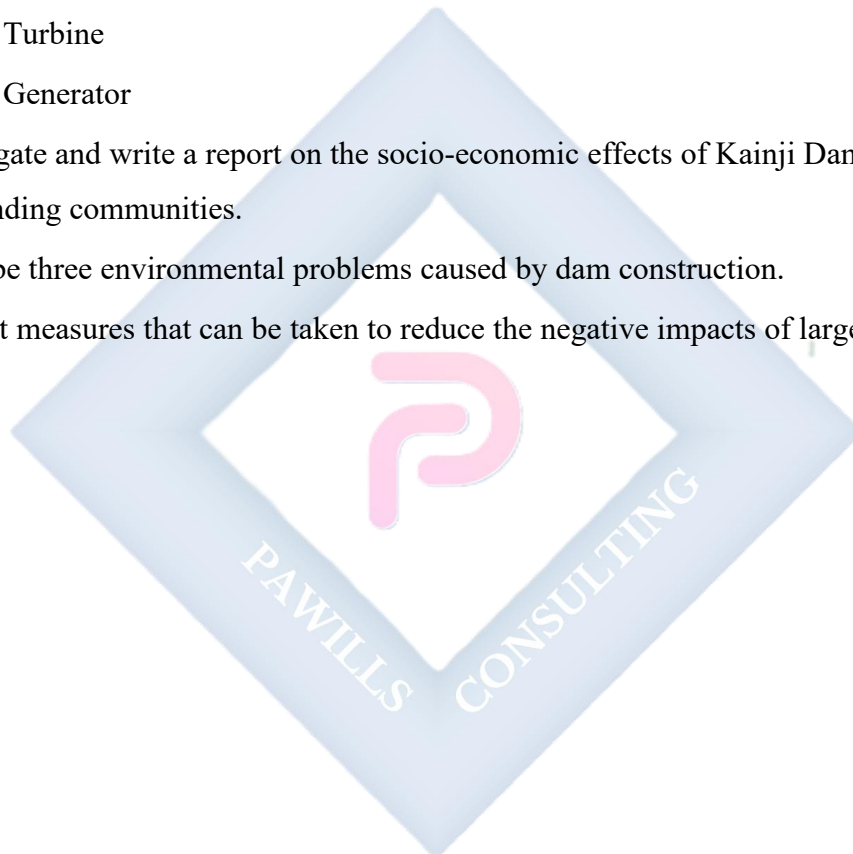 Turbine
Generator
gate and write a report on the socio-economic effects of Kainji Dam
nding communities.
be three environmental problems caused by dam construction.
t measures that can be taken to reduce the negative impacts of large
PAWILLS CONSULTING